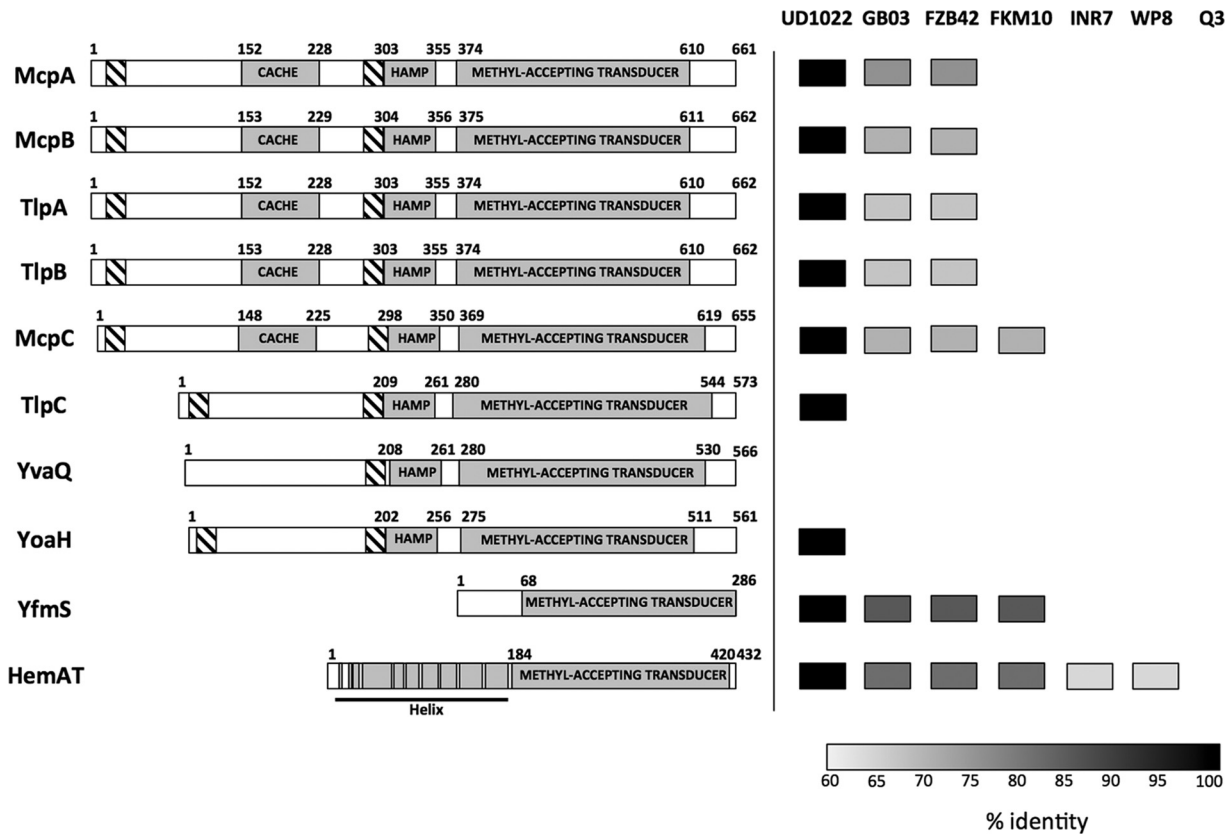 UD1022 GB03 FZB42 FKM10 INR7 WP8 Q3
1 152 228 303 355 374 610 661
McpA CACHE HAMP METHYL-ACCEPTING TRANSDUCER
1 153 229 304 356 375 611 662
McpB CACHE HAMP METHYL-ACCEPTING TRANSDUCER
1 152 228 303 355 374 610 662
TlpA CACHE HAMP METHYL-ACCEPTING TRANSDUCER
1 153 228 303 355 374 610 662
TlpB CACHE HAMP METHYL-ACCEPTING TRANSDUCER
1 148 225 298 350 369 619 655
McpC CACHE HAMP METHYL-ACCEPTING TRANSDUCER
1 209 261 280 544 573
TlpC HAMP METHYL-ACCEPTING TRANSDUCER
1 208 261 280 530 566
YvaQ HAMP METHYL-ACCEPTING TRANSDUCER
1 202 256 275 511 561
YoaH HAMP METHYL-ACCEPTING TRANSDUCER
1 68 286
YfmS METHYL-ACCEPTING TRANSDUCER
1 184 420 432
HemAT METHYL-ACCEPTING TRANSDUCER
Helix
60 65 70 75 80 85 90 95 100
% identity